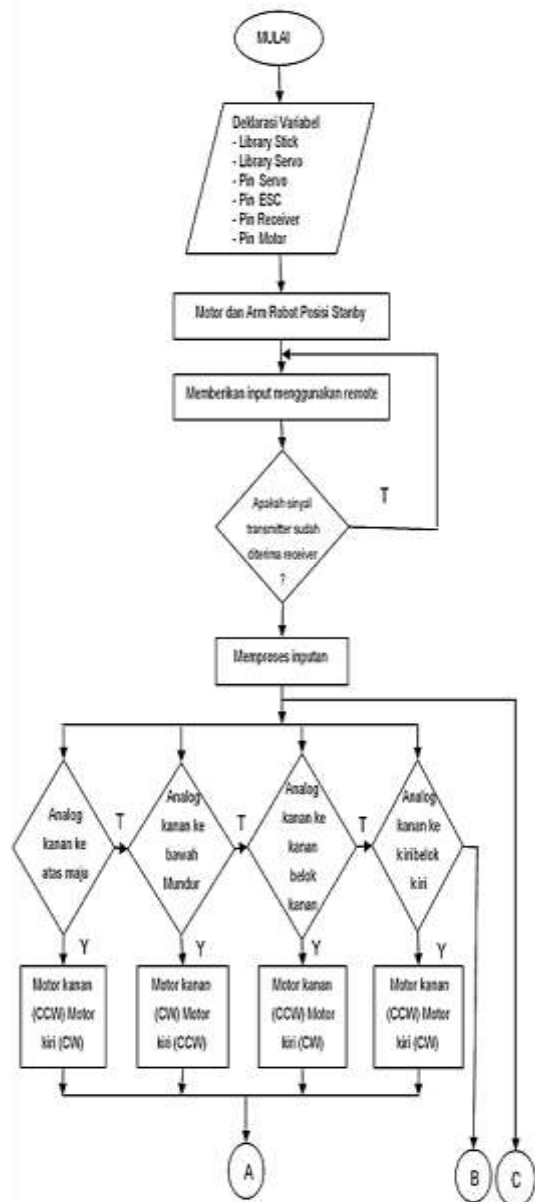 MULAI
Deklarasi Variabel
- Library Stick
- Library Servo
- Pin Servo
- Pin ESC
- Pin Receiver
- Pin Motor
Motor dan Arm Robot Posisi Stanby
Memberikan input menggunakan remote
Apakah sinyal
transmitter sudah
diterima receiver
?
T
Memproses inputan
Analog
kanan ke
atas maju
T
Analog
kanan ke
bawah
Mundur
T
Analog
kanan ke
kanan
belok
kanan
T
Analog
kanan ke
kiribelok
kiri
Y
Y
Y
Y
Motor kanan
(CCW) Motor
kiri (CW)
Motor kanan
(CW) Motor
kiri (CCW)
Motor kanan
(CCW) Motor
kiri (CW)
Motor kanan
(CCW) Motor
kiri (CW)
A
B
C